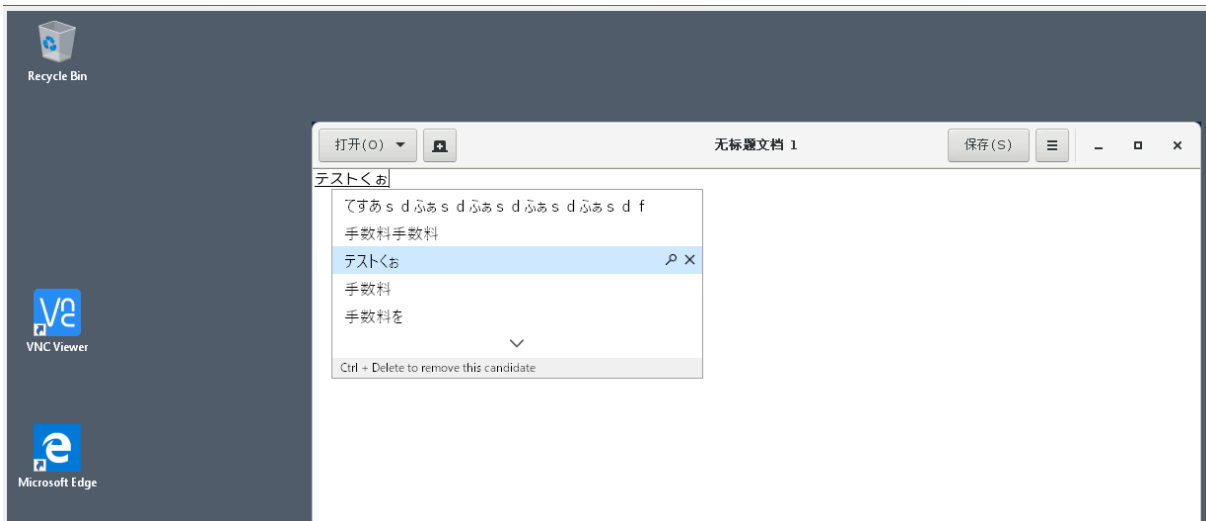 Recycle Bin
打开(O)
无标题文档 1
保存(S)
テストくぉ
てすあｓｄふぁｓｄふぁｓｄふぁｓｄふぁｓｄｆ
手数料手数料
テストくぉ
手数料
手数料を
Ctrl + Delete to remove this candidate
VNC Viewer
Microsoft Edge